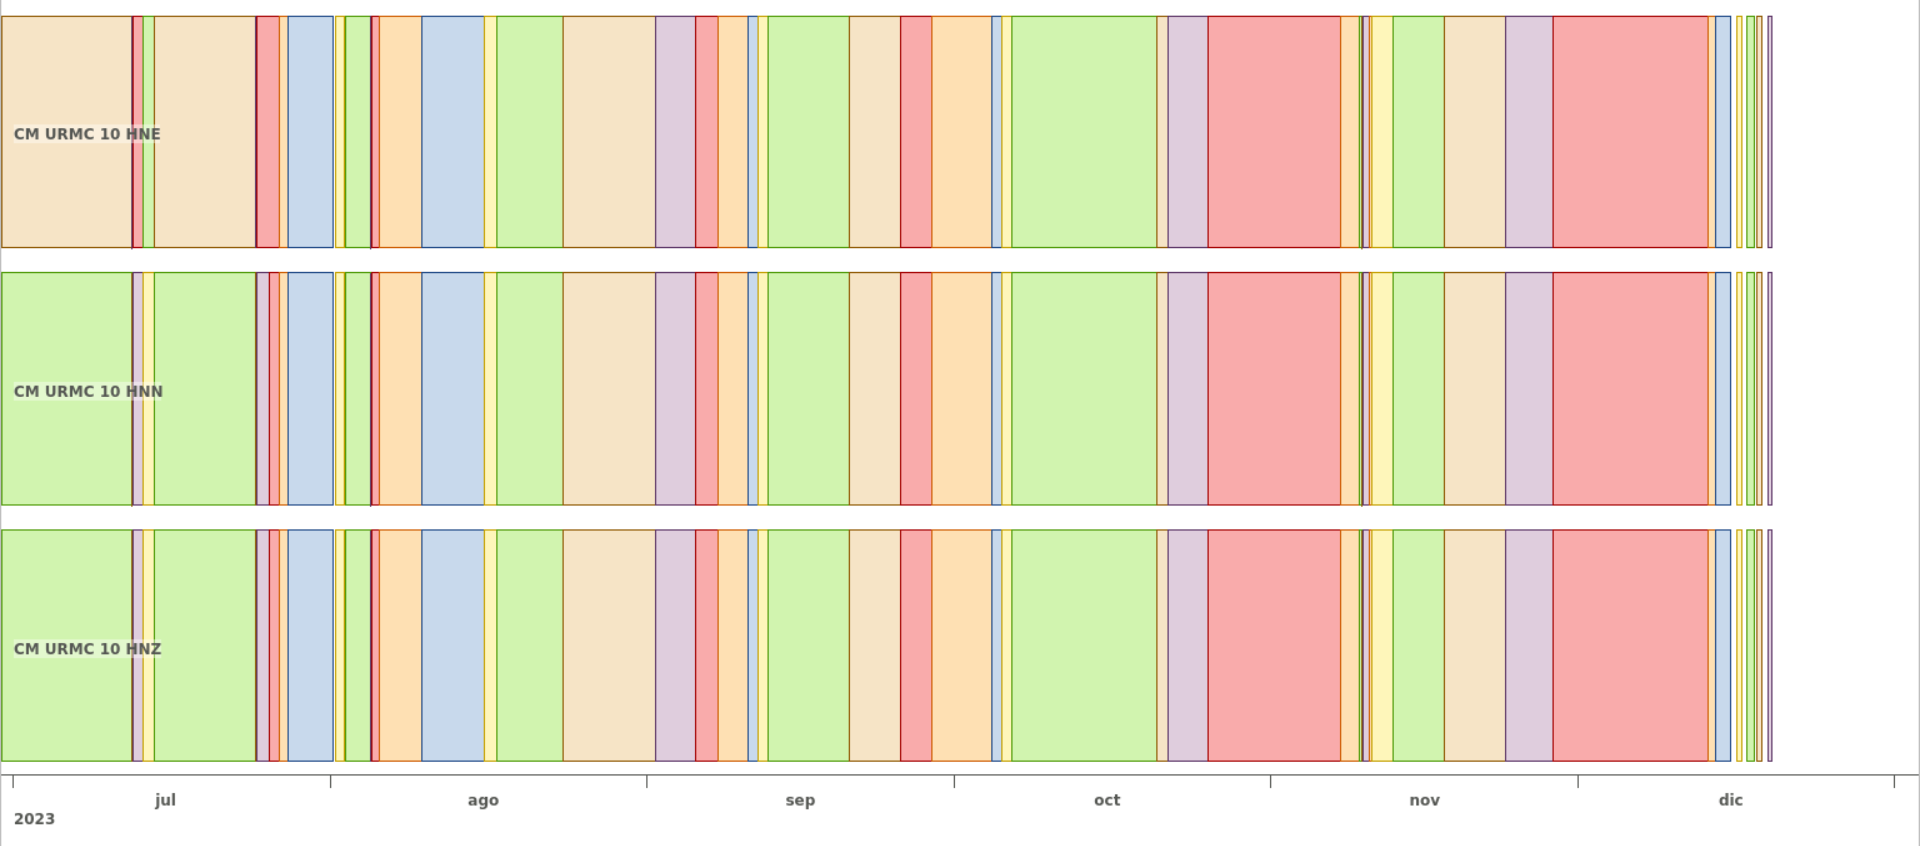 CM URMC 10 HNE
CM URMC 10 HNN
CM URMC 10 HNZ
jul ago sep oct nov dic
2023